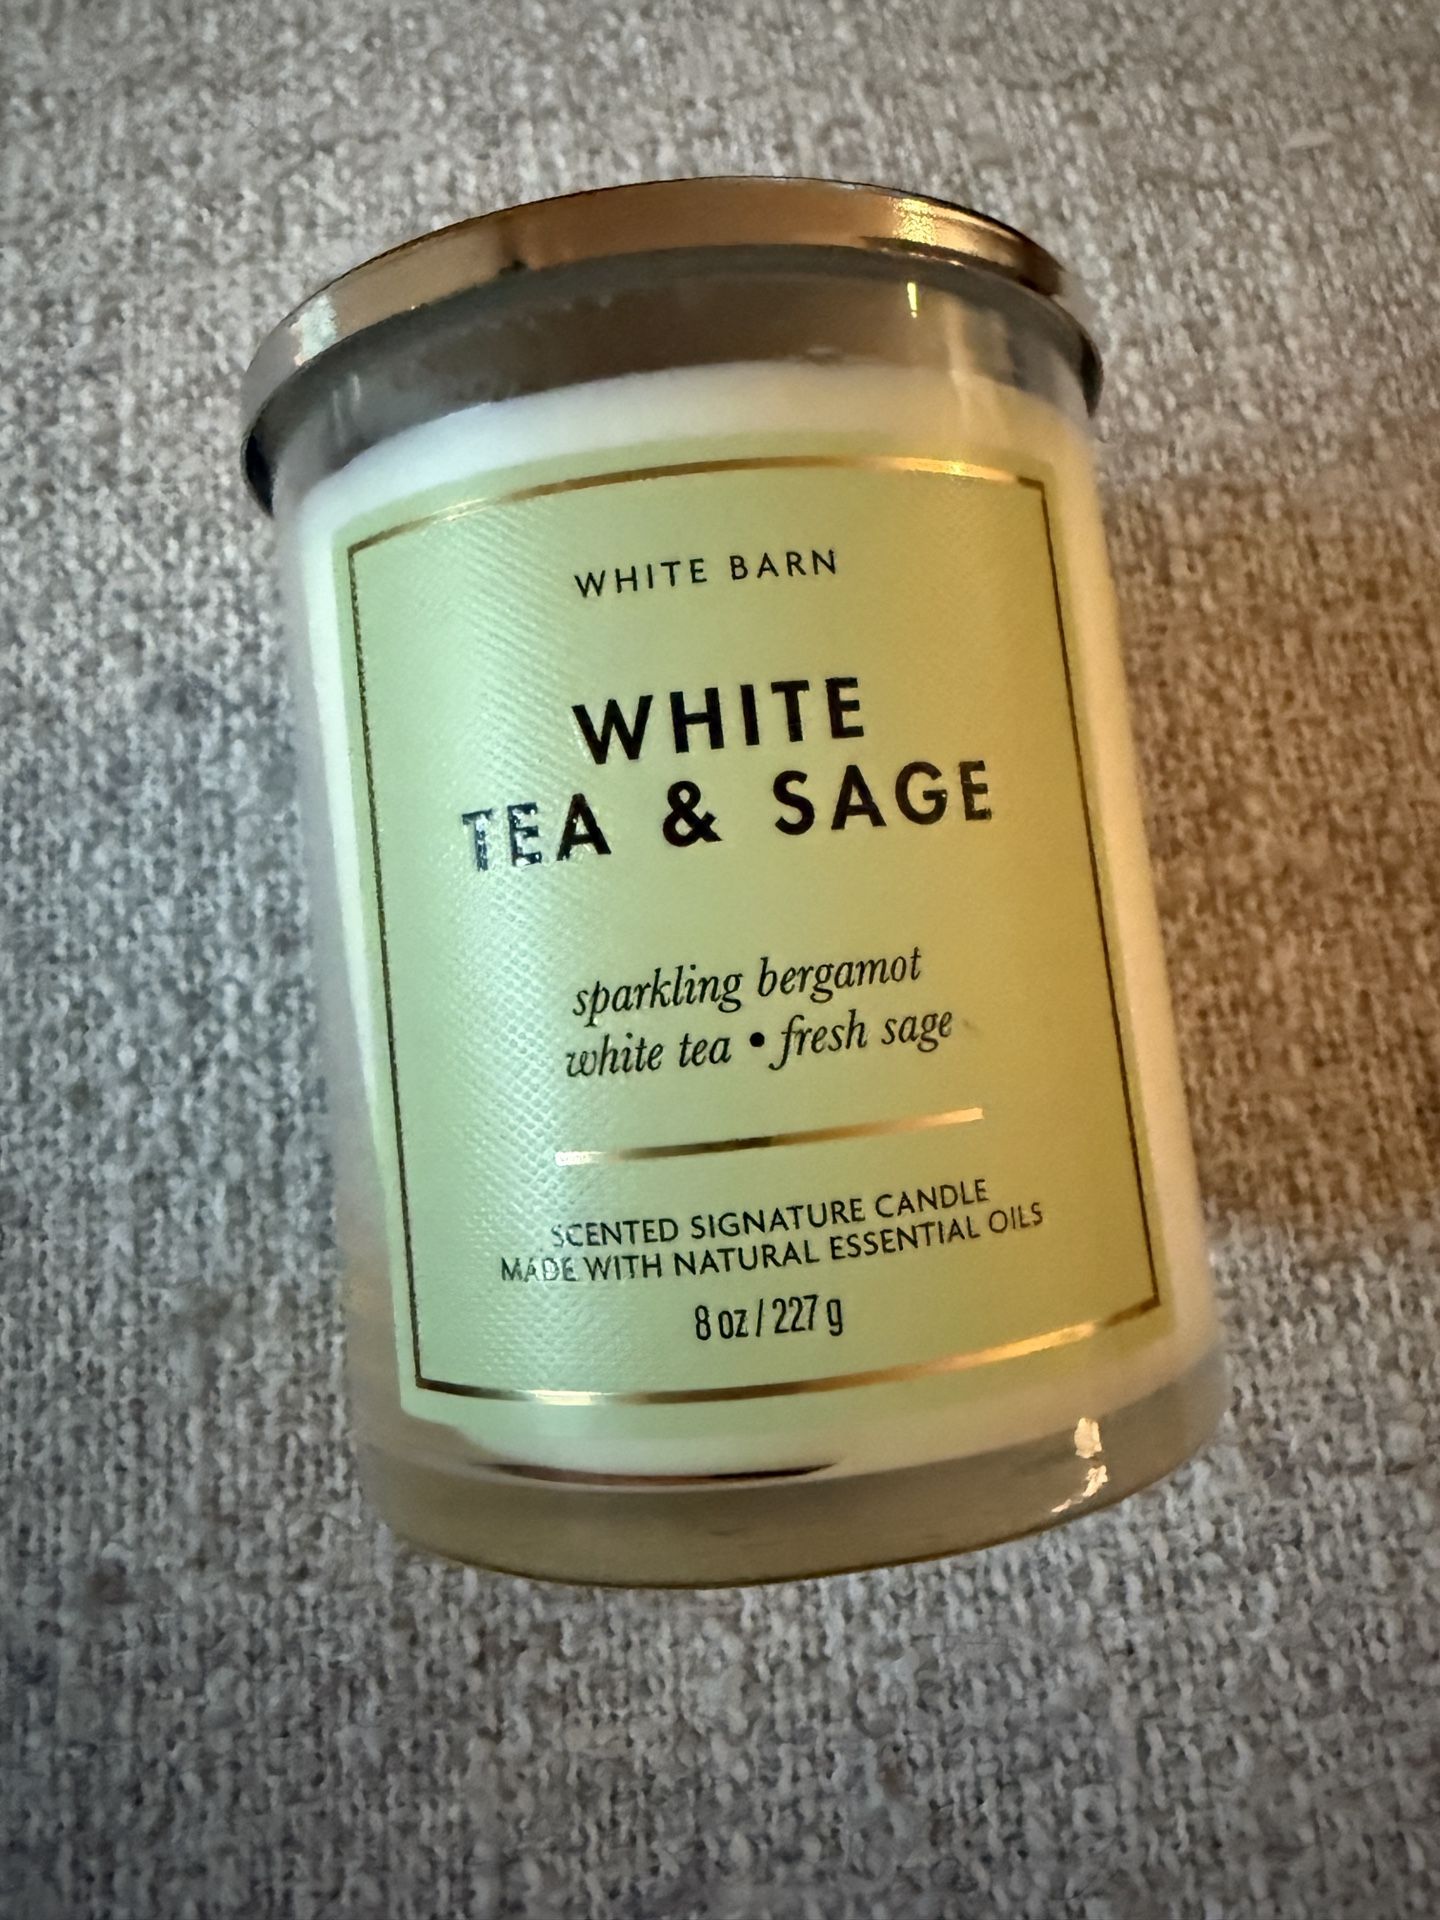 WHITE BARN
WHITE
TEA & SAGE
sparkling bergamot
white tea • fresh sage
SCENTED SIGNATURE CANDLE
MADE WITH NATURAL ESSENTIAL OILS
8 oz / 227 g